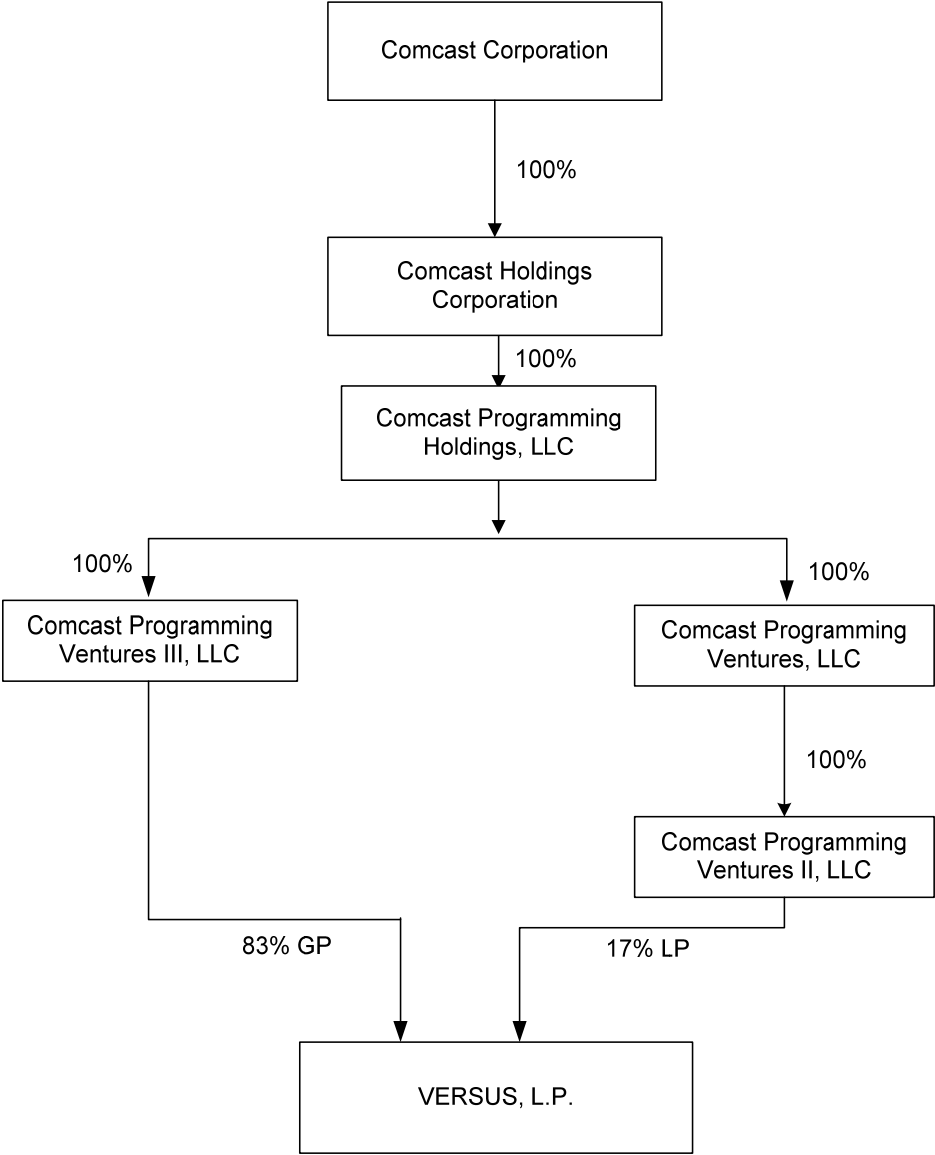 Comcast Corporation
100%
Comcast Holdings
Corporation
100%
Comcast Programming
Holdings, LLC
100%
100%
Comcast Programming
Ventures III, LLC
Comcast Programming
Ventures, LLC
100%
Comcast Programming
Ventures II, LLC
83% GP
17% LP
VERSUS, L.P.